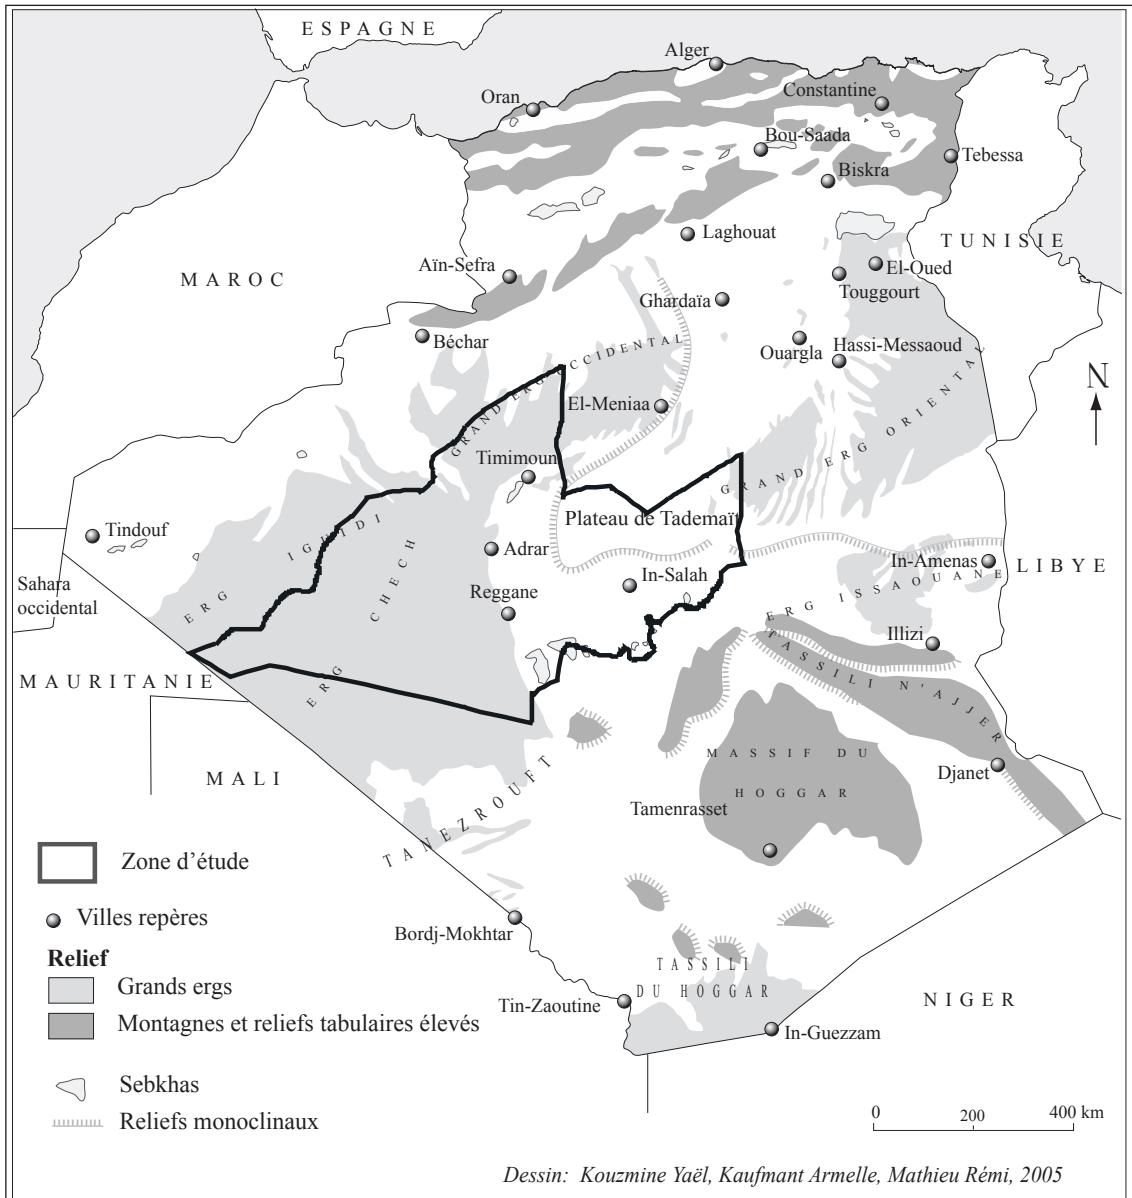 ESPAGNE
Alger
Constantine
Oran
Bou-Saada
Tebessa
Biskra
Laghouat
TUNISIE
MAROC
Aïn-Sefra
El-Oued
Touggourt
Ghardaïa
Béchar
Ouargla
Hassi-Messaoud
GRAND ERG OCCIDENTAL
N
El-Meniaa
GRAND ERG ORIENTAL
Timimoun
Plateau de Tademaït
Tindouf
ERG IGUIDI
Adrar
In-Amenas
LIBYE
Sahara
occidental
ERG CHECH
In-Salah
Reggane
ERG ISSAOUANE
Illizi
MAURITANIE
TASSILI N'AJJER
MASSIF DU
HOGGAR
MALI
Djanet
Tamenrasset
TANEZROUFT
Zone d'étude
Villes repères
Bordj-Mokhtar
Relief
Grands ergs
TASSILI
DU HOGGAR
Tin-Zaoutine
NIGER
Montagnes et reliefs tabulaires élevés
In-Guezzam
Sebkhas
Reliefs monoclinaux
0 200 400 km
Dessin: Kouzmine Yaël, Kaufmant Armelle, Mathieu Rémi, 2005